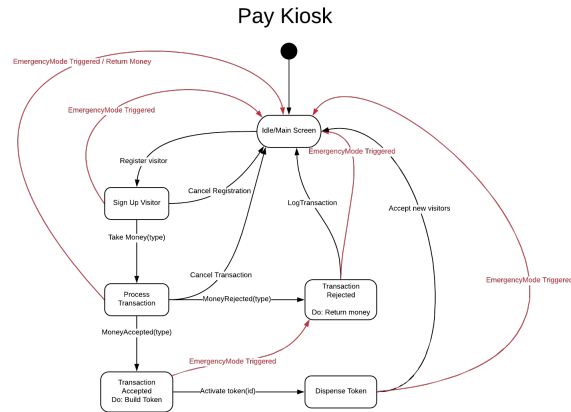 Pay Kiosk
EmergencyMode Triggered / Return Money
EmergencyMode Triggered
Idle/Main Screen
EmergencyMode Triggered
Register visitor
Cancel Registration
Sign Up Visitor
LogTransaction
Accept new visitors
Take Money(type)
Cancel Transaction
EmergencyMode Triggered
Process
Transaction
MoneyRejected(type)
Transaction
Rejected
Do: Return money
MoneyAccepted(type)
EmergencyMode Triggered
Transaction
Accepted
Do: Build Token
Activate token(id)
Dispense Token